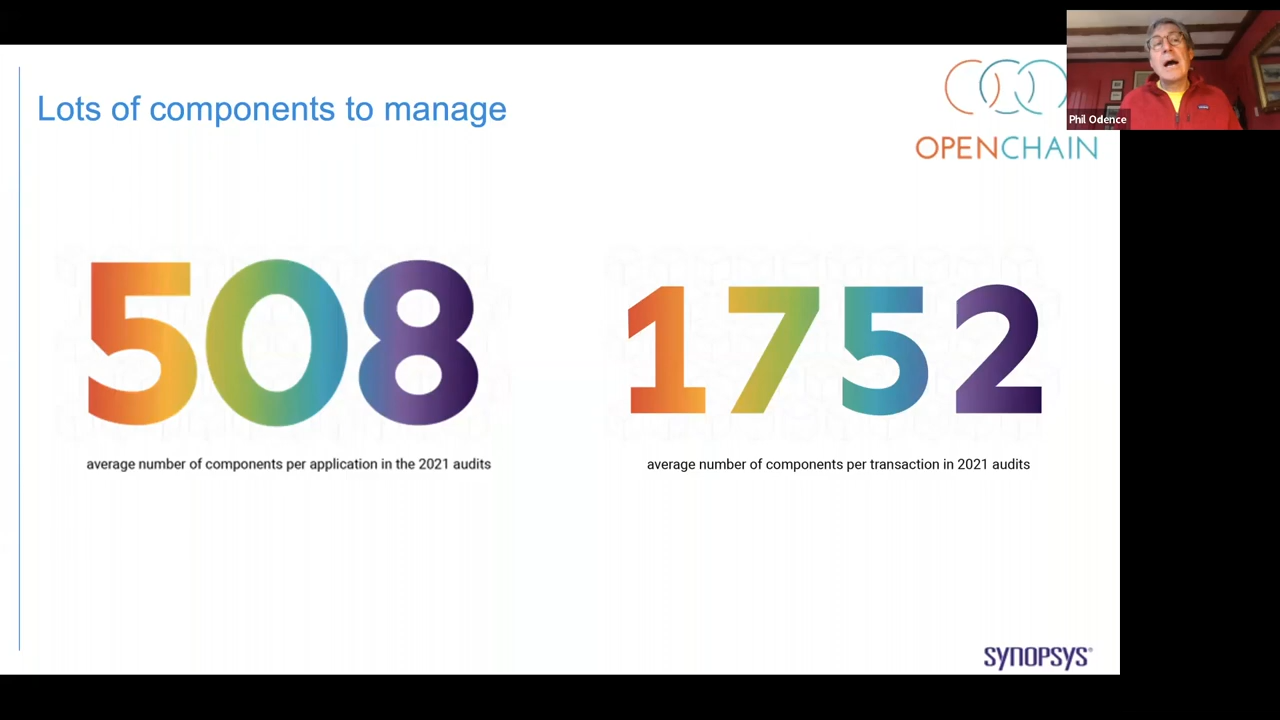 Lots of components to manage
OPENCHAIN
Phil Odence
508
1752
average number of components per application in the 2021 audits
average number of components per transaction in 2021 audits
SYNOPSYS®